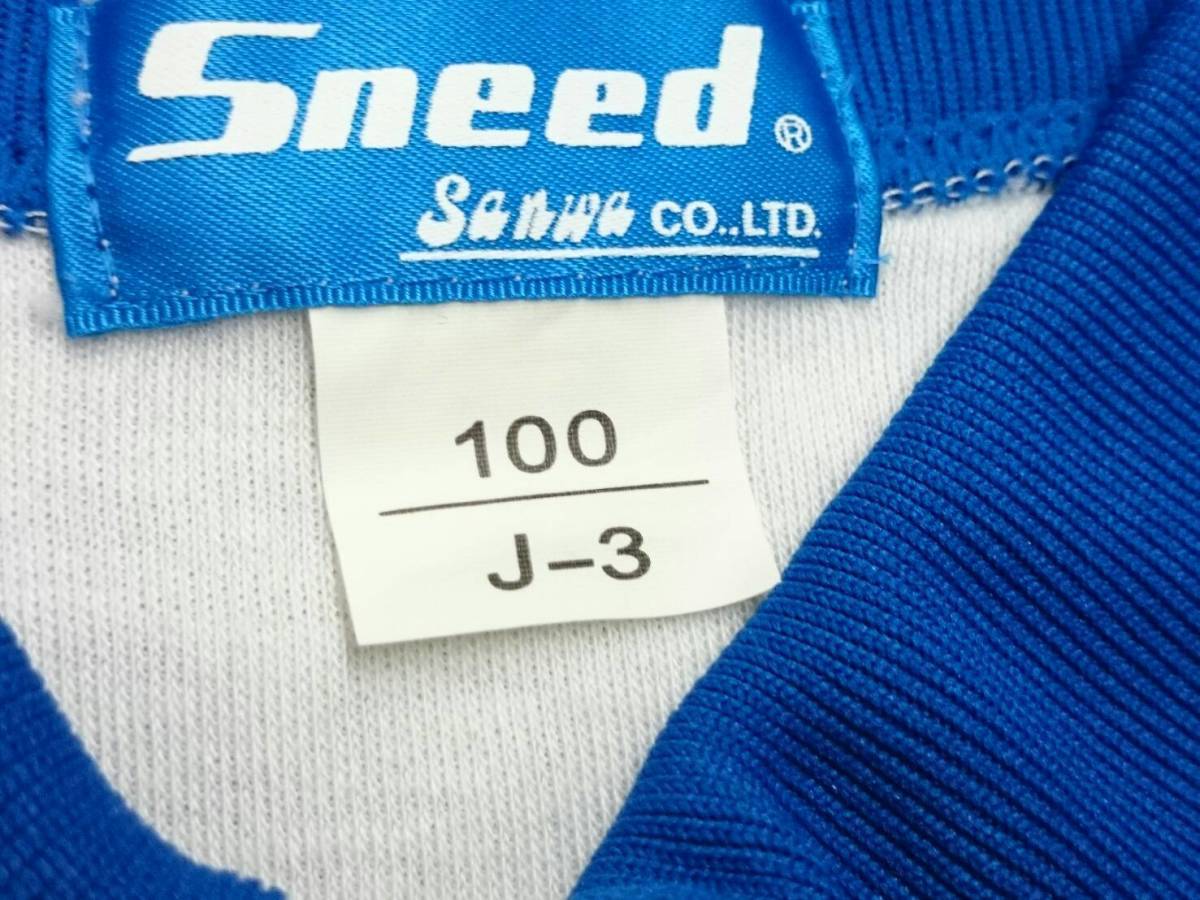 Sneed®
Sanwa CO.,LTD.
100
J-3